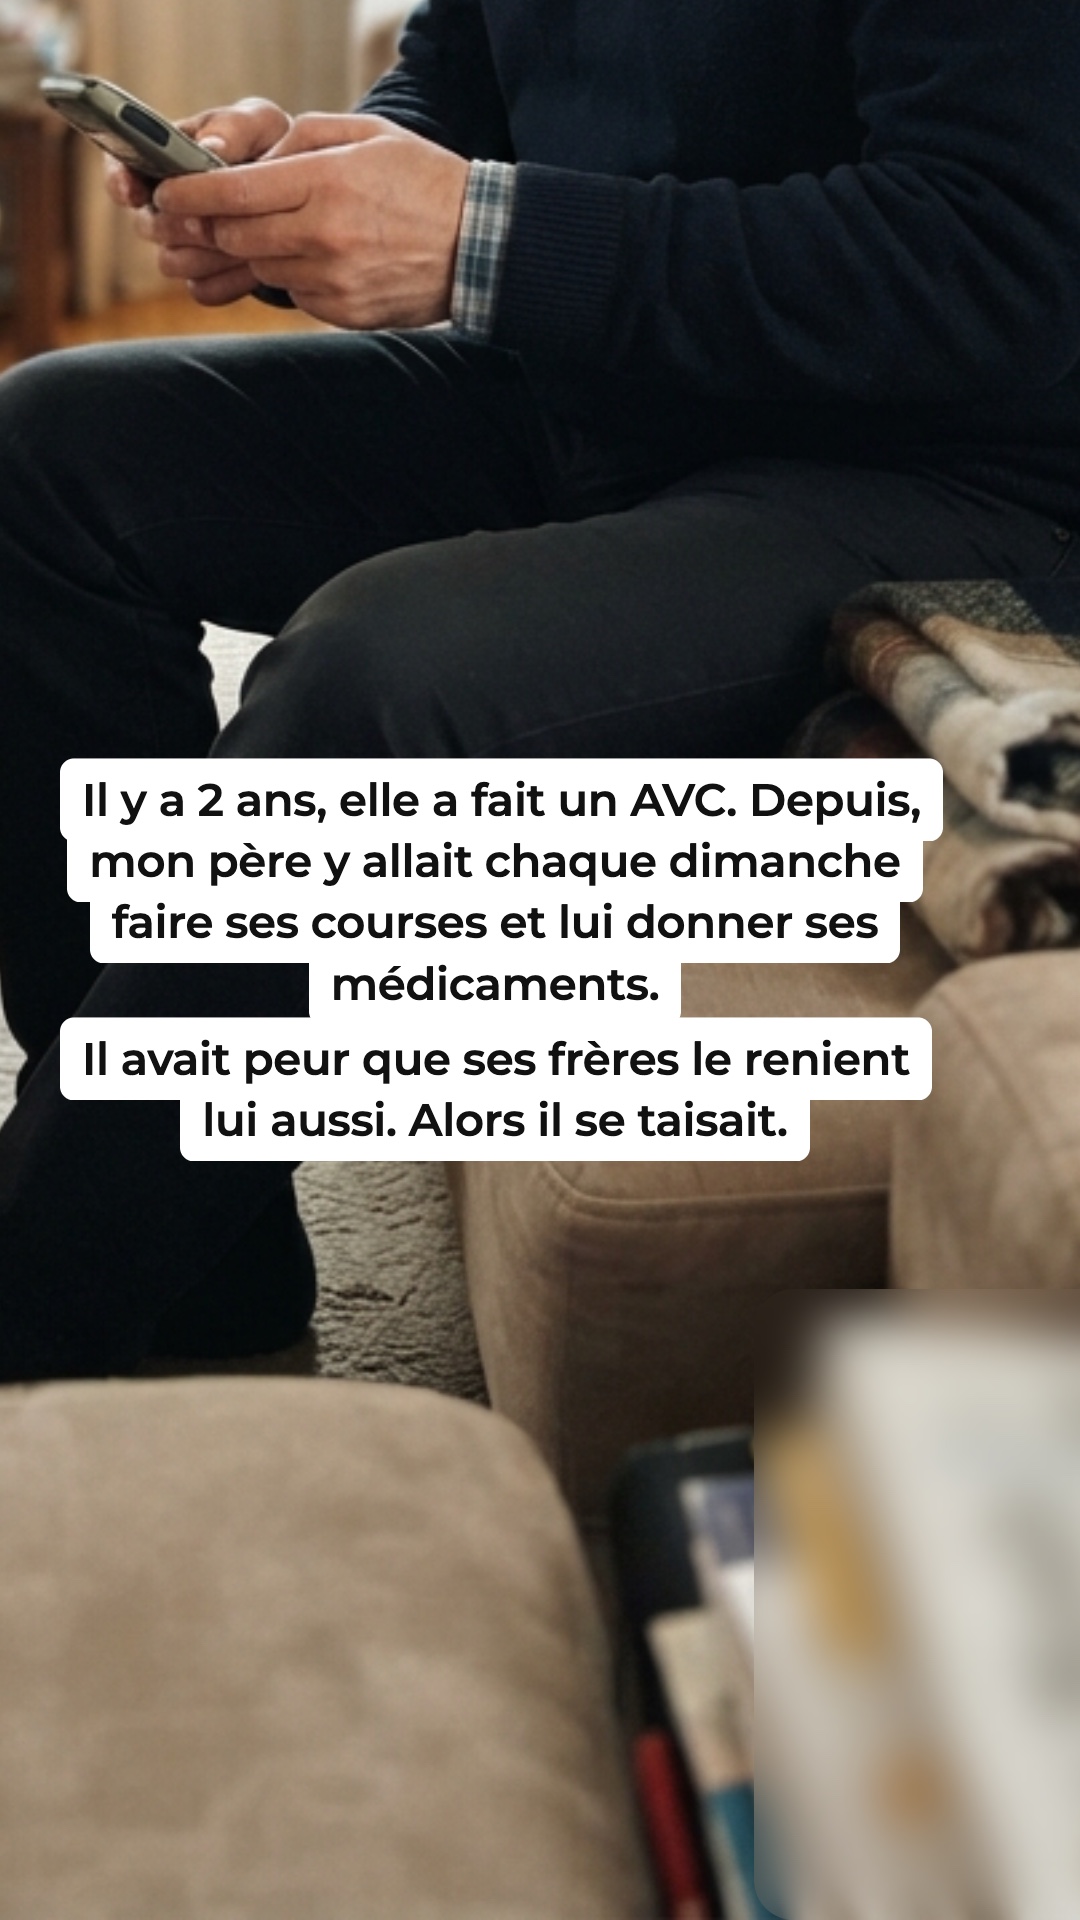 Il y a 2 ans, elle a fait un AVC. Depuis,
mon père y allait chaque dimanche
faire ses courses et lui donner ses
médicaments.
Il avait peur que ses frères le renient
lui aussi. Alors il se taisait.